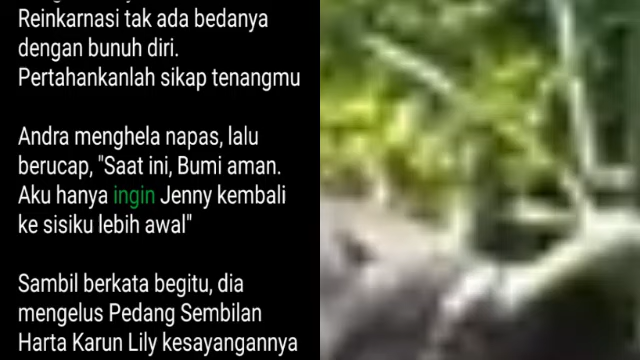 Reinkarnasi tak ada bedanya
dengan bunuh diri.
Pertahankanlah sikap tenangmu
Andra menghela napas, lalu
berucap, "Saat ini, Bumi aman.
Aku hanya ingin Jenny kembali
ke sisiku lebih awal"
Sambil berkata begitu, dia
mengelus Pedang Sembilan
Harta Karun Lily kesayangannya